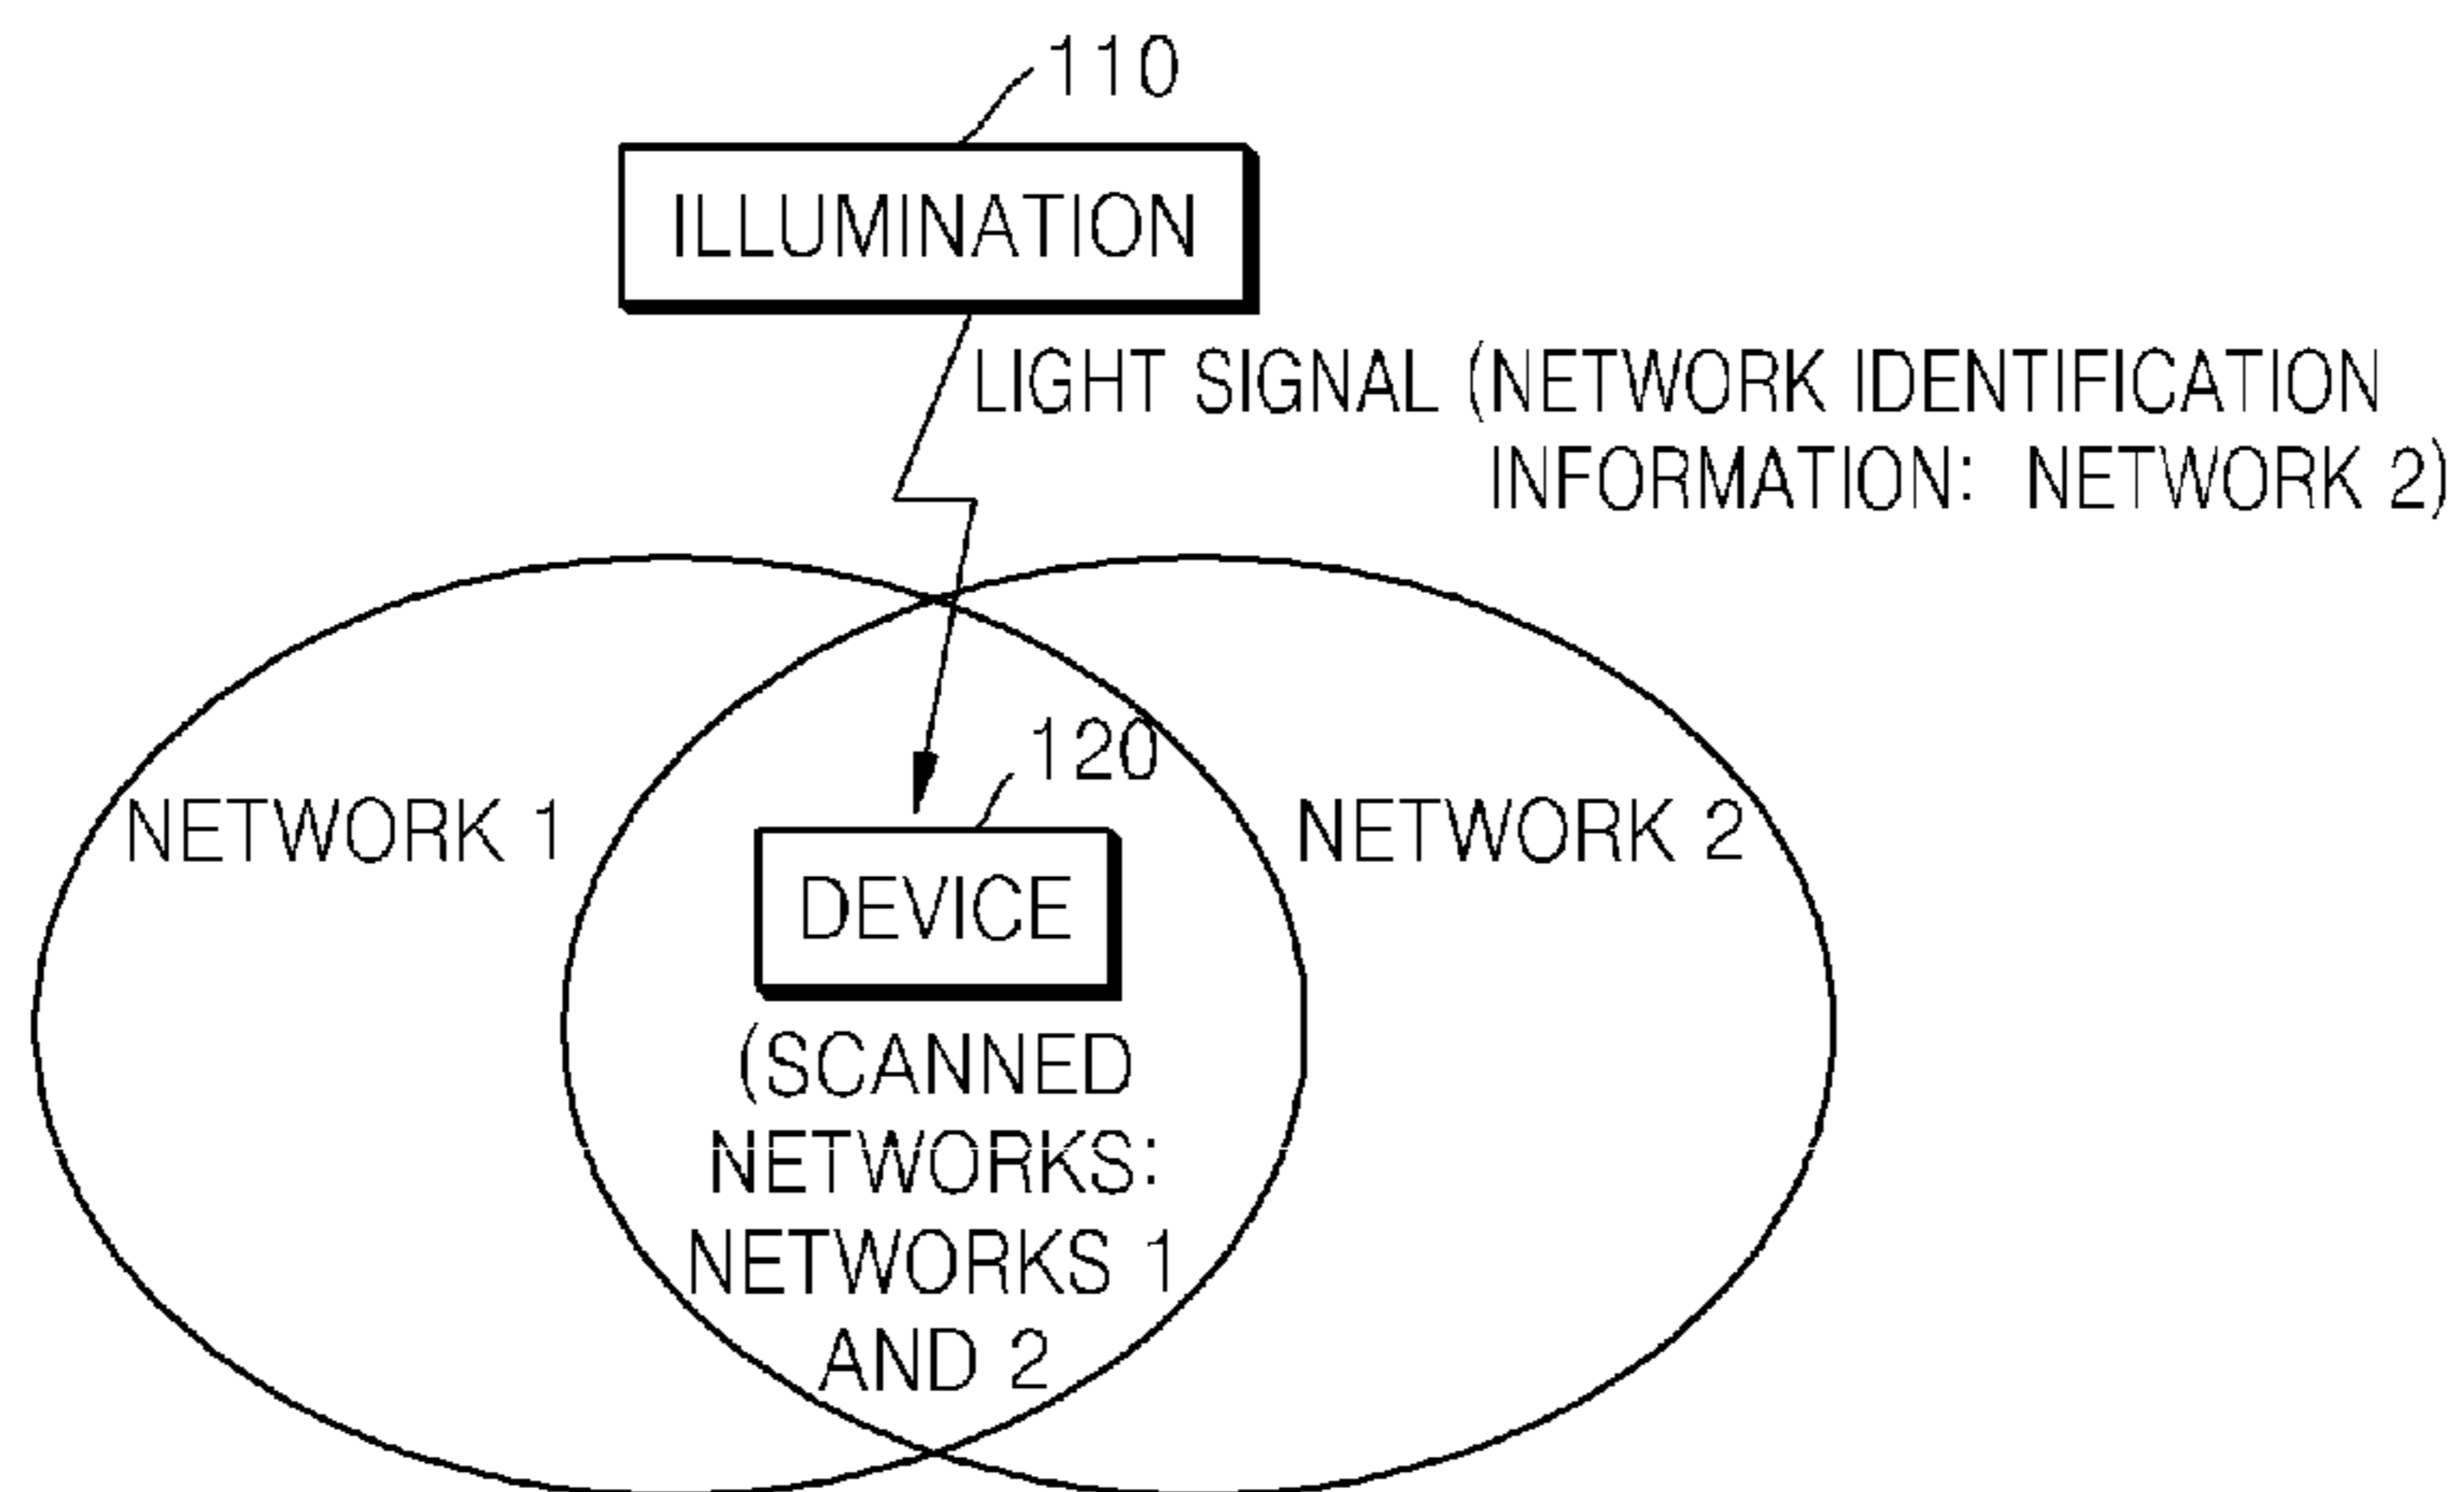 110
ILLUMINATION
LIGHT SIGNAL (NETWORK IDENTIFICATION
INFORMATION: NETWORK 2)
120
NETWORK 1
NETWORK 2
DEVICE
(SCANNED
NETWORKS:
NETWORKS 1
AND 2